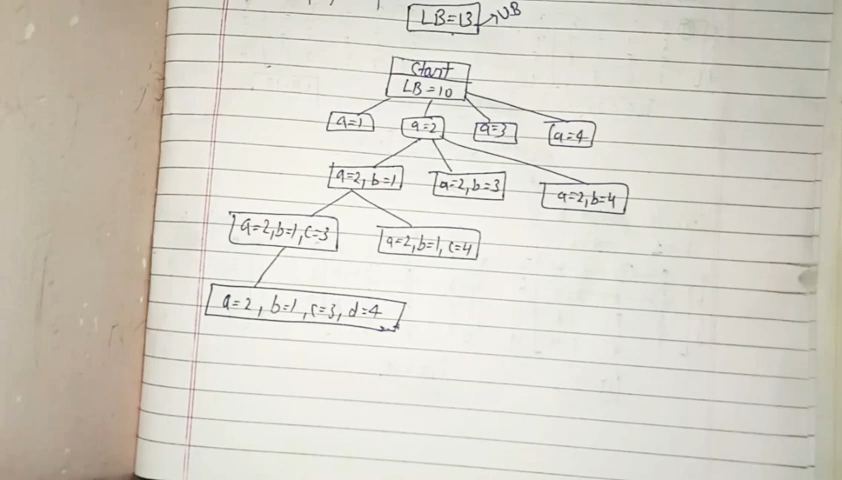 LB=13 → UB
Start
LB=10
a=1 a=2 a=3 a=4
a=2, b=1 a=2, b=3 a=2, b=4
a=2, b=1, c=3 a=2, b=1, c=4
a=2, b=1, c=3, d=4